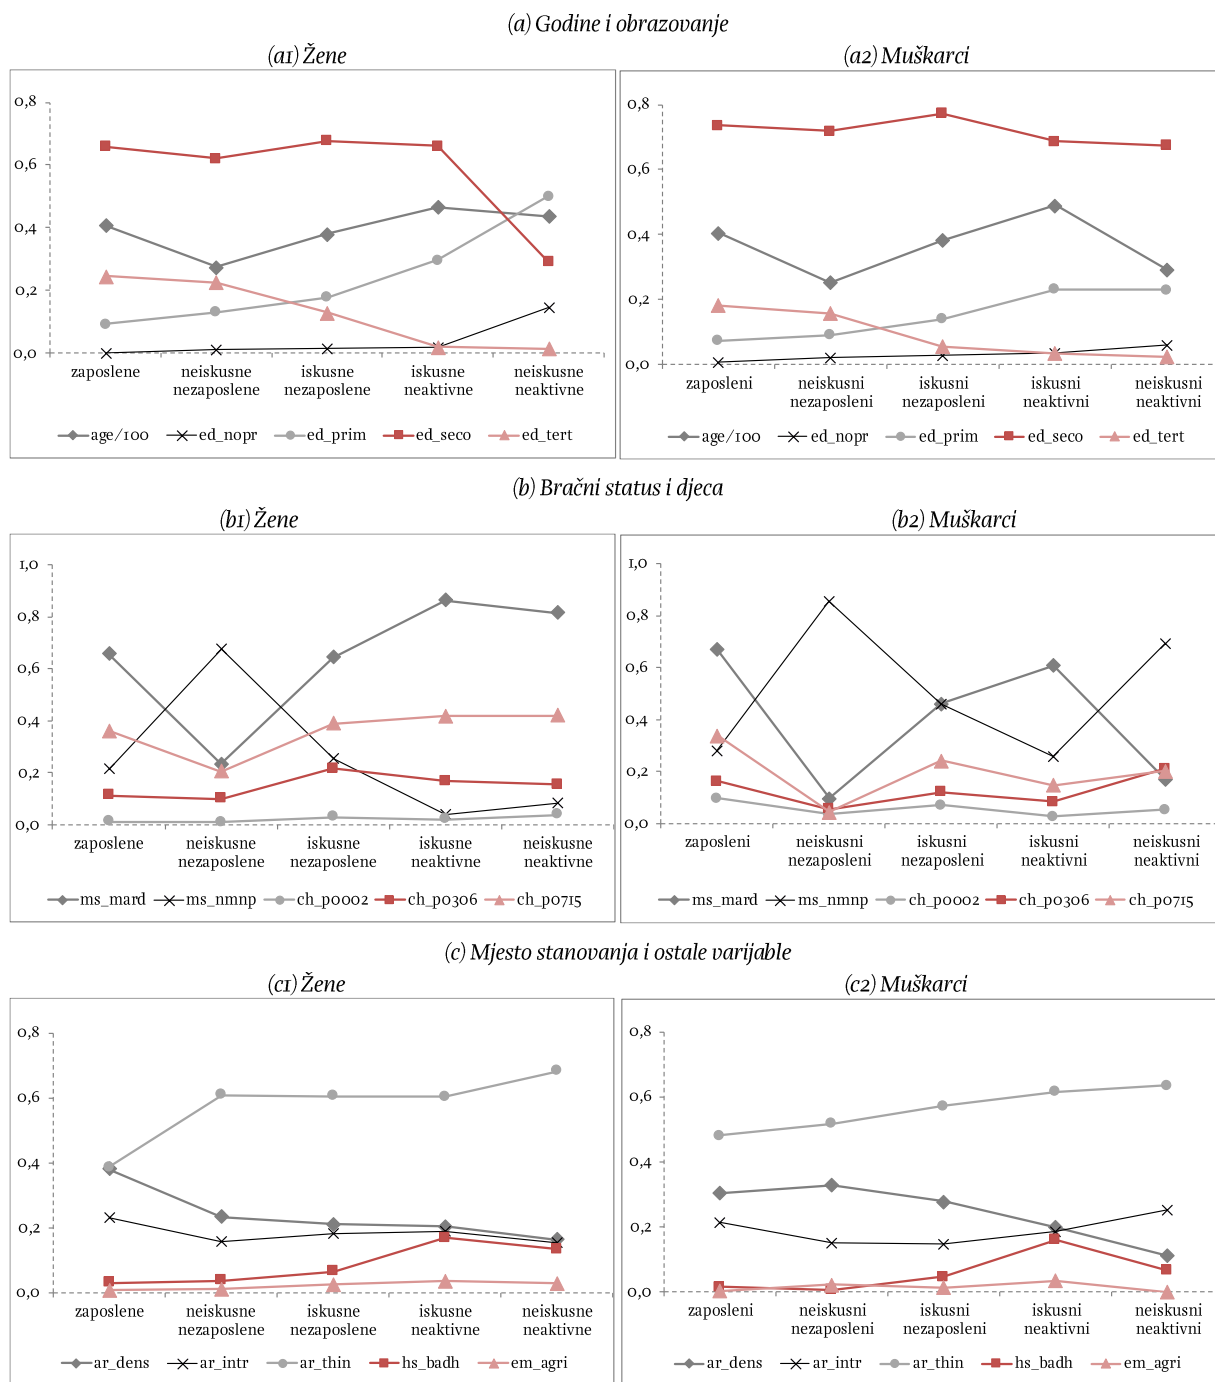 (a) Godine i obrazovanje
(a1) Žene
(a2) Muškarci
0,8
0,6
0,4
0,2
0,0
zaposlene
neiskusne nezaposlene
iskusne nezaposlene
iskusne neaktivne
neiskusne neaktivne
age/100 ed_nopr ed_prim ed_seco ed_tert
0,8
0,6
0,4
0,2
0,0
zaposleni
neiskusni nezaposleni
iskusni nezaposleni
iskusni neaktivni
neiskusni neaktivni
age/100 ed_nopr ed_prim ed_seco ed_tert
(b) Bračni status i djeca
(b1) Žene
(b2) Muškarci
1,0
0,8
0,6
0,4
0,2
0,0
zaposlene
neiskusne nezaposlene
iskusne nezaposlene
iskusne neaktivne
neiskusne neaktivne
ms_mard ms_nmnp ch_p0002 ch_p0306 ch_p0715
1,0
0,8
0,6
0,4
0,2
0,0
zaposleni
neiskusni nezaposleni
iskusni nezaposleni
iskusni neaktivni
neiskusni neaktivni
ms_mard ms_nmnp ch_p0002 ch_p0306 ch_p0715
(c) Mjesto stanovanja i ostale varijable
(c1) Žene
(c2) Muškarci
0,8
0,6
0,4
0,2
0,0
zaposlene
neiskusne nezaposlene
iskusne nezaposlene
iskusne neaktivne
neiskusne neaktivne
ar_dens ar_intr ar_thin hs_badh em_agri
0,8
0,6
0,4
0,2
0,0
zaposleni
neiskusni nezaposleni
iskusni nezaposleni
iskusni neaktivni
neiskusni neaktivni
ar_dens ar_intr ar_thin hs_badh em_agri